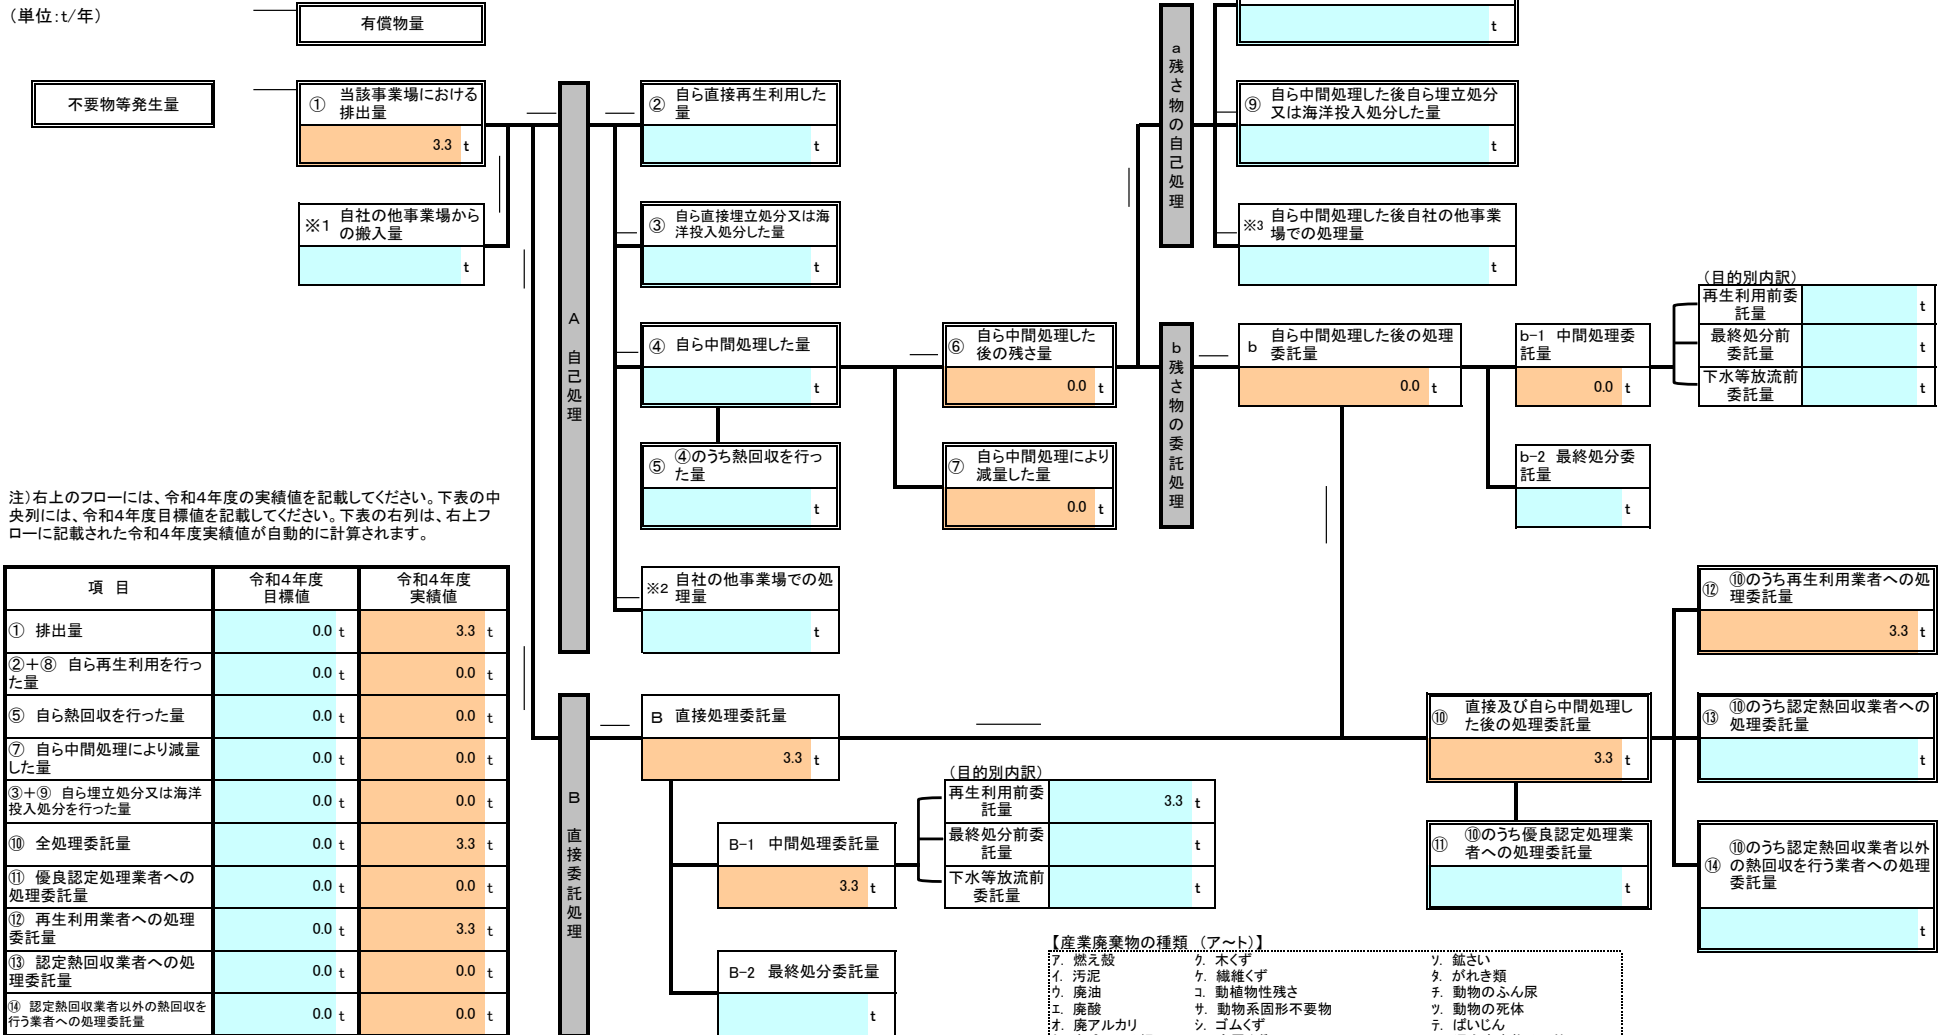 (単位:t/年)
有償物量
t
不要物等発生量
① 当該事業場における
排出量
3.3 t
※1 自社の他事業場から
の搬入量
t
A 自己処理
② 自ら直接再生利用した
量
t
③ 自ら直接埋立処分又は海
洋投入処分した量
t
④ 自ら中間処理した量
t
⑤ ④のうち熱回収を行っ
た量
t
※2 自社の他事業場での処
理量
t
⑥ 自ら中間処理した
後の残さ量
0.0 t
⑦ 自ら中間処理により
減量した量
0.0 t
a残さ物の自己処理
⑨ 自ら中間処理した後自ら埋立処分
又は海洋投入処分した量
t
※3 自ら中間処理した後自社の他事業
場での処理量
t
b残さ物の委託処理
b 自ら中間処理した後の処理
委託量
0.0 t
b-1 中間処理委
託量
0.0 t
b-2 最終処分委
託量
t
(目的別内訳)
再生利用前委
託量
t
最終処分前
委託量
t
下水等放流前
委託量
t
注)右上のフローには、令和4年度の実績値を記載してください。下表の中
央列には、令和4年度目標値を記載してください。下表の右列は、右上フ
ローに記載された令和4年度実績値が自動的に計算されます。
項 目
令和4年度
目標値
令和4年度
実績値
① 排出量 0.0 t 3.3 t
②+⑧ 自ら再生利用を行っ
た量
0.0 t 0.0 t
⑤ 自ら熱回収を行った量 0.0 t 0.0 t
⑦ 自ら中間処理により減量
した量
0.0 t 0.0 t
③+⑨ 自ら埋立処分又は海洋
投入処分を行った量
0.0 t 0.0 t
⑩ 全処理委託量 0.0 t 3.3 t
⑪ 優良認定処理業者への
処理委託量
0.0 t 0.0 t
⑫ 再生利用業者への処理
委託量
0.0 t 3.3 t
⑬ 認定熱回収業者への処
理委託量
0.0 t 0.0 t
⑭ 認定熱回収業者以外の熱回収を
行う業者への処理委託量
0.0 t 0.0 t
B 直接委託処理
B 直接処理委託量
3.3 t
B-1 中間処理委託量
3.3 t
B-2 最終処分委託量
t
(目的別内訳)
再生利用前委
託量
3.3 t
最終処分前委
託量
t
下水等放流前
委託量
t
⑩ 直接及び自ら中間処理し
た後の処理委託量
3.3 t
⑪ ⑩のうち優良認定処理業
者への処理委託量
t
⑫ ⑩のうち再生利用業者への処
理委託量
3.3 t
⑬ ⑩のうち認定熱回収業者への
処理委託量
t
⑭ ⑩のうち認定熱回収業者以外
の熱回収を行う業者への処理
委託量
t
【産業廃棄物の種類 (ア~ト)】
ア. 燃え殻 ク. 木くず ソ. 鉱さい
イ. 汚泥 ケ. 繊維くず タ. がれき類
ウ. 廃油 コ. 動植物性残さ チ. 動物のふん尿
エ. 廃酸 サ. 動物系固形不要物 ツ. 動物の死体
オ. 廃アルカリ シ. ゴムくず テ. ばいじん